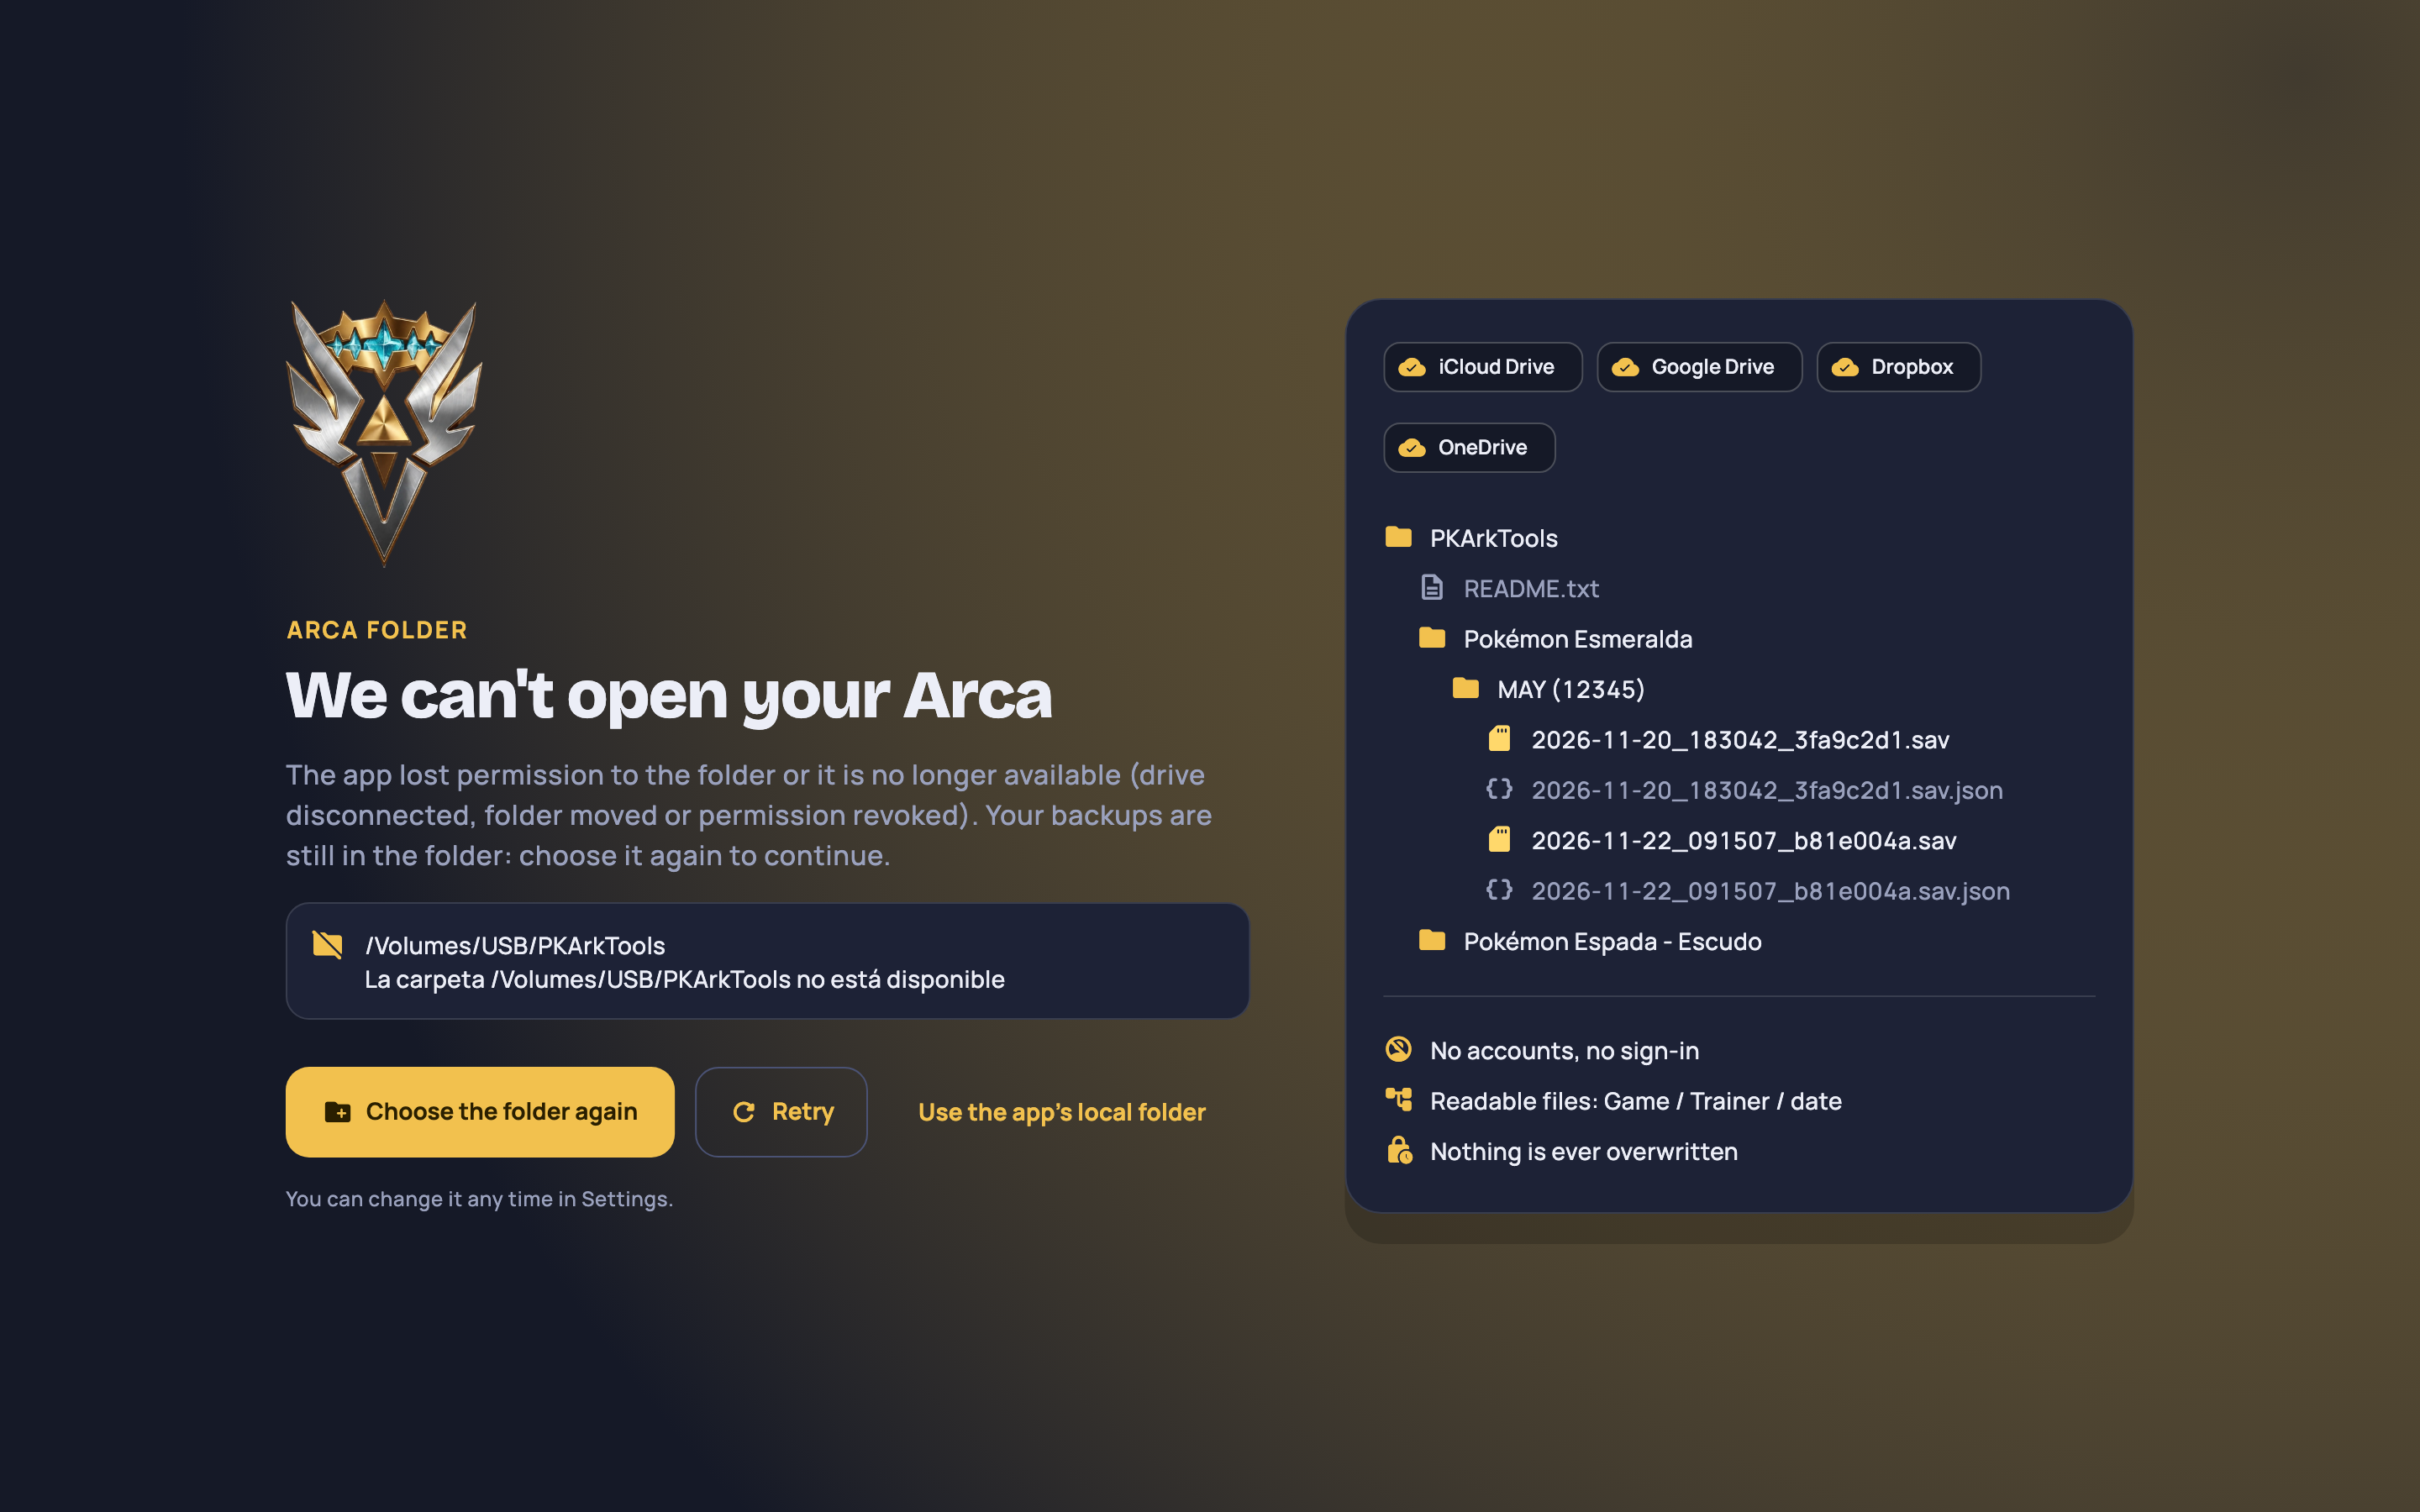 ARCA FOLDER
We can't open your Arca
The app lost permission to the folder or it is no longer available (drive
disconnected, folder moved or permission revoked). Your backups are
still in the folder: choose it again to continue.
/Volumes/USB/PKArkTools
La carpeta /Volumes/USB/PKArkTools no está disponible
Choose the folder again
Retry
Use the app's local folder
You can change it any time in Settings.
iCloud Drive
Google Drive
Dropbox
OneDrive
PKArkTools
README.txt
Pokémon Esmeralda
MAY (12345)
2026-11-20_183042_3fa9c2d1.sav
2026-11-20_183042_3fa9c2d1.sav.json
2026-11-22_091507_b81e004a.sav
2026-11-22_091507_b81e004a.sav.json
Pokémon Espada - Escudo
No accounts, no sign-in
Readable files: Game / Trainer / date
Nothing is ever overwritten